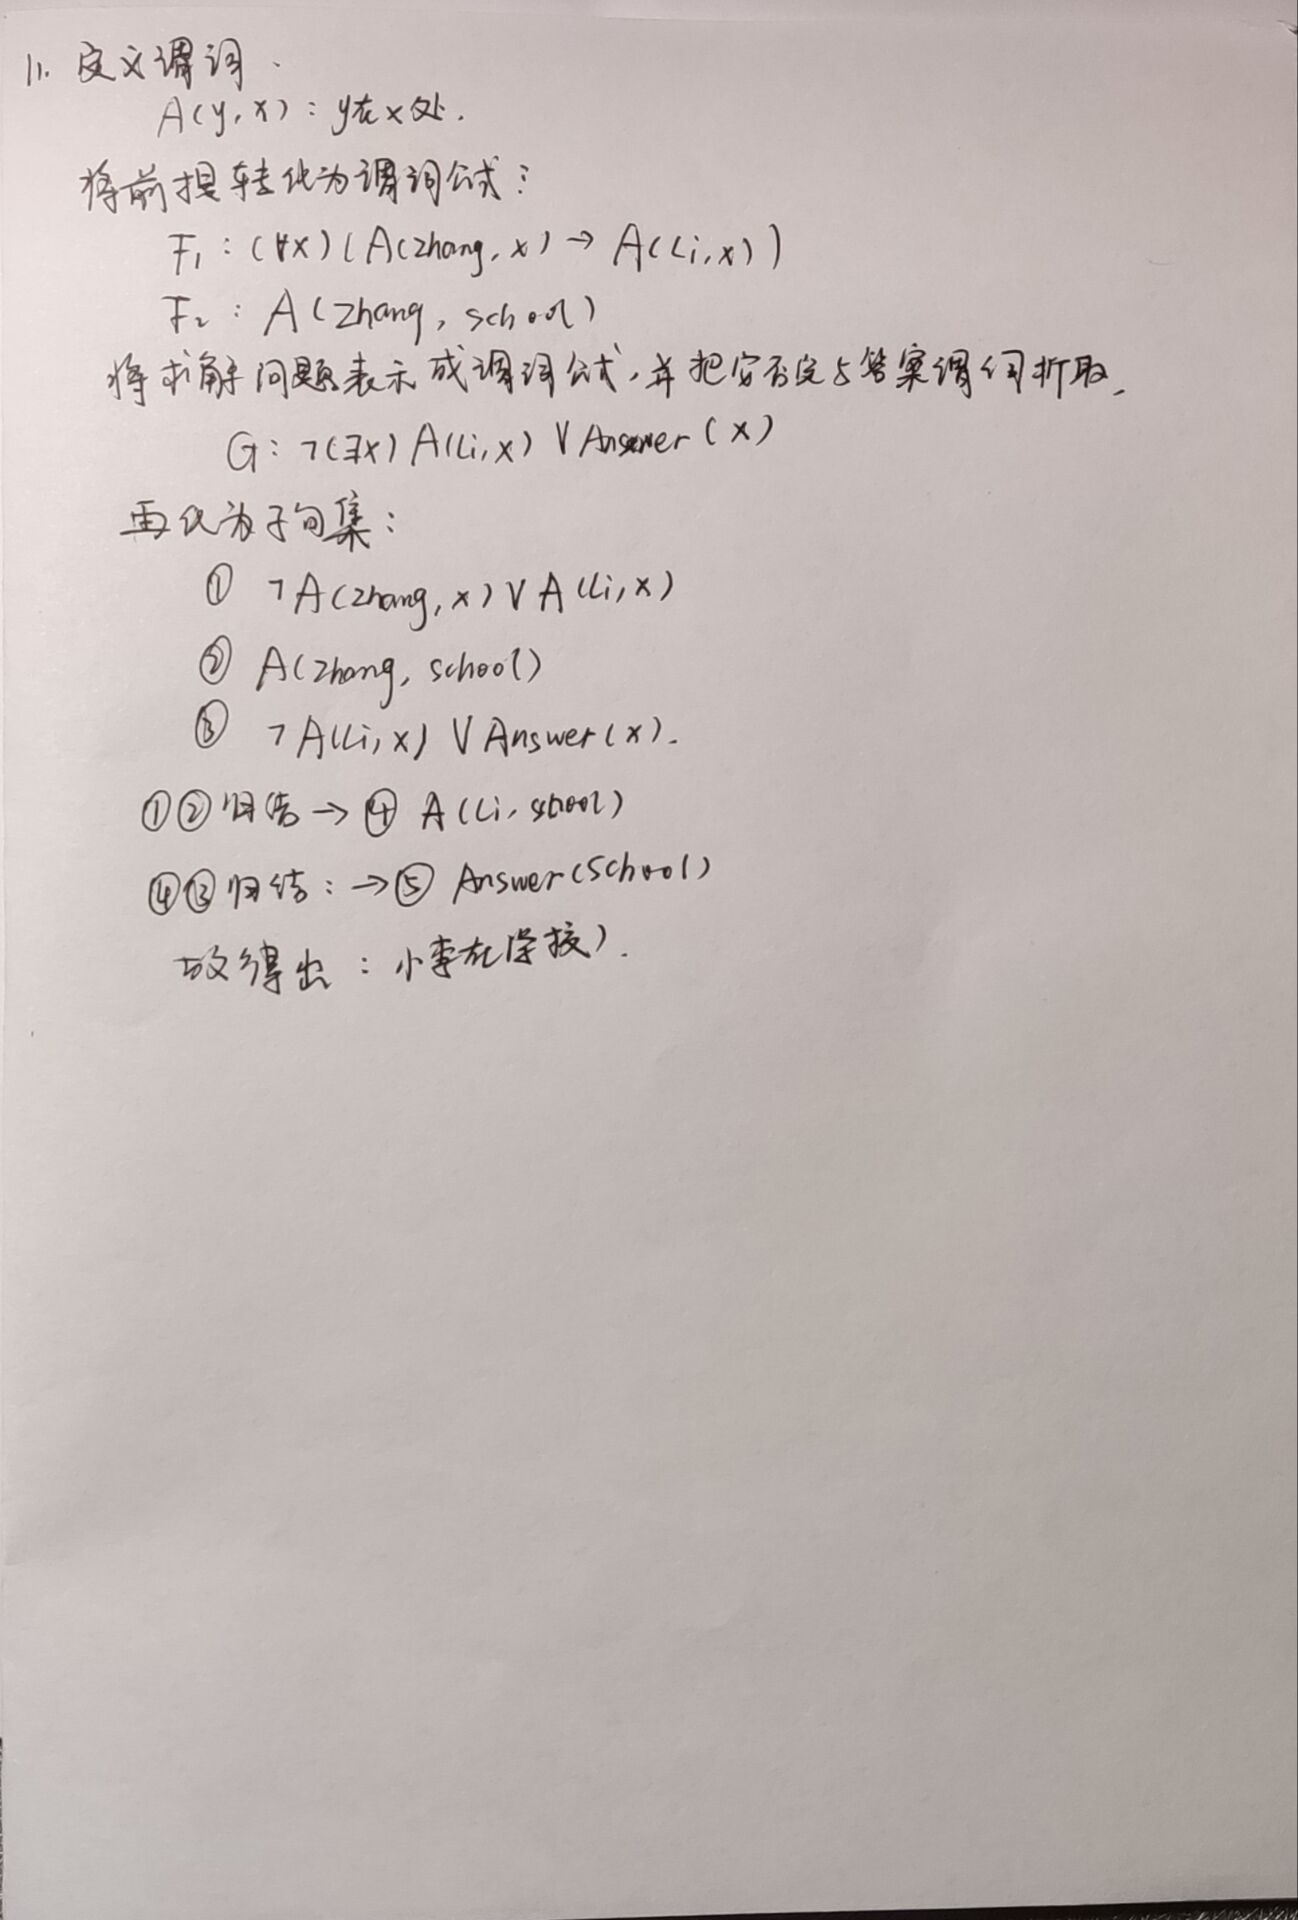 11. 定义谓词.
A(y,x): y在x处.
将前提转化为谓词公式:
F₁: (∀x)(A(zhang,x)→A(Li,x))
F₂: A(zhang, school)
将求解问题表示成谓词公式,并把它否定与答案谓词析取.
G: ¬(∃x)A(Li,x)∨Answer(x)
再化为子句集:
① ¬A(zhang,x)∨A(Li,x)
② A(zhang, school)
③ ¬A(Li,x)∨Answer(x).
①②归结→④ A(Li, school)
④③归结:→⑤ Answer(School)
故得出:小李在学校).